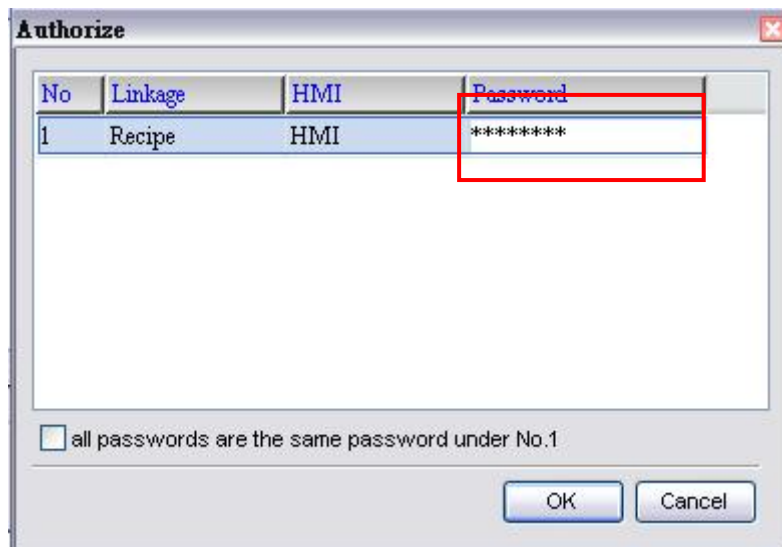 Authorize
No Linkage HMI Password
1 Recipe HMI ********
all passwords are the same password under No.1
OK Cancel